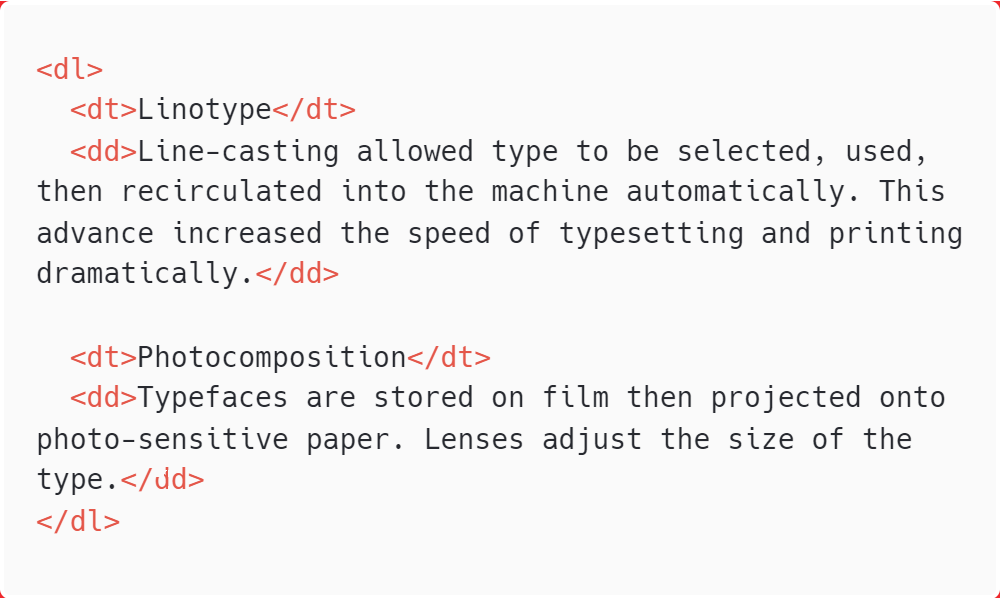 <dl>
  <dt>Linotype</dt>
  <dd>Line-casting allowed type to be selected, used,
then recirculated into the machine automatically. This
advance increased the speed of typesetting and printing
dramatically.</dd>

  <dt>Photocomposition</dt>
  <dd>Typefaces are stored on film then projected onto
photo-sensitive paper. Lenses adjust the size of the
type.</dd>
</dl>